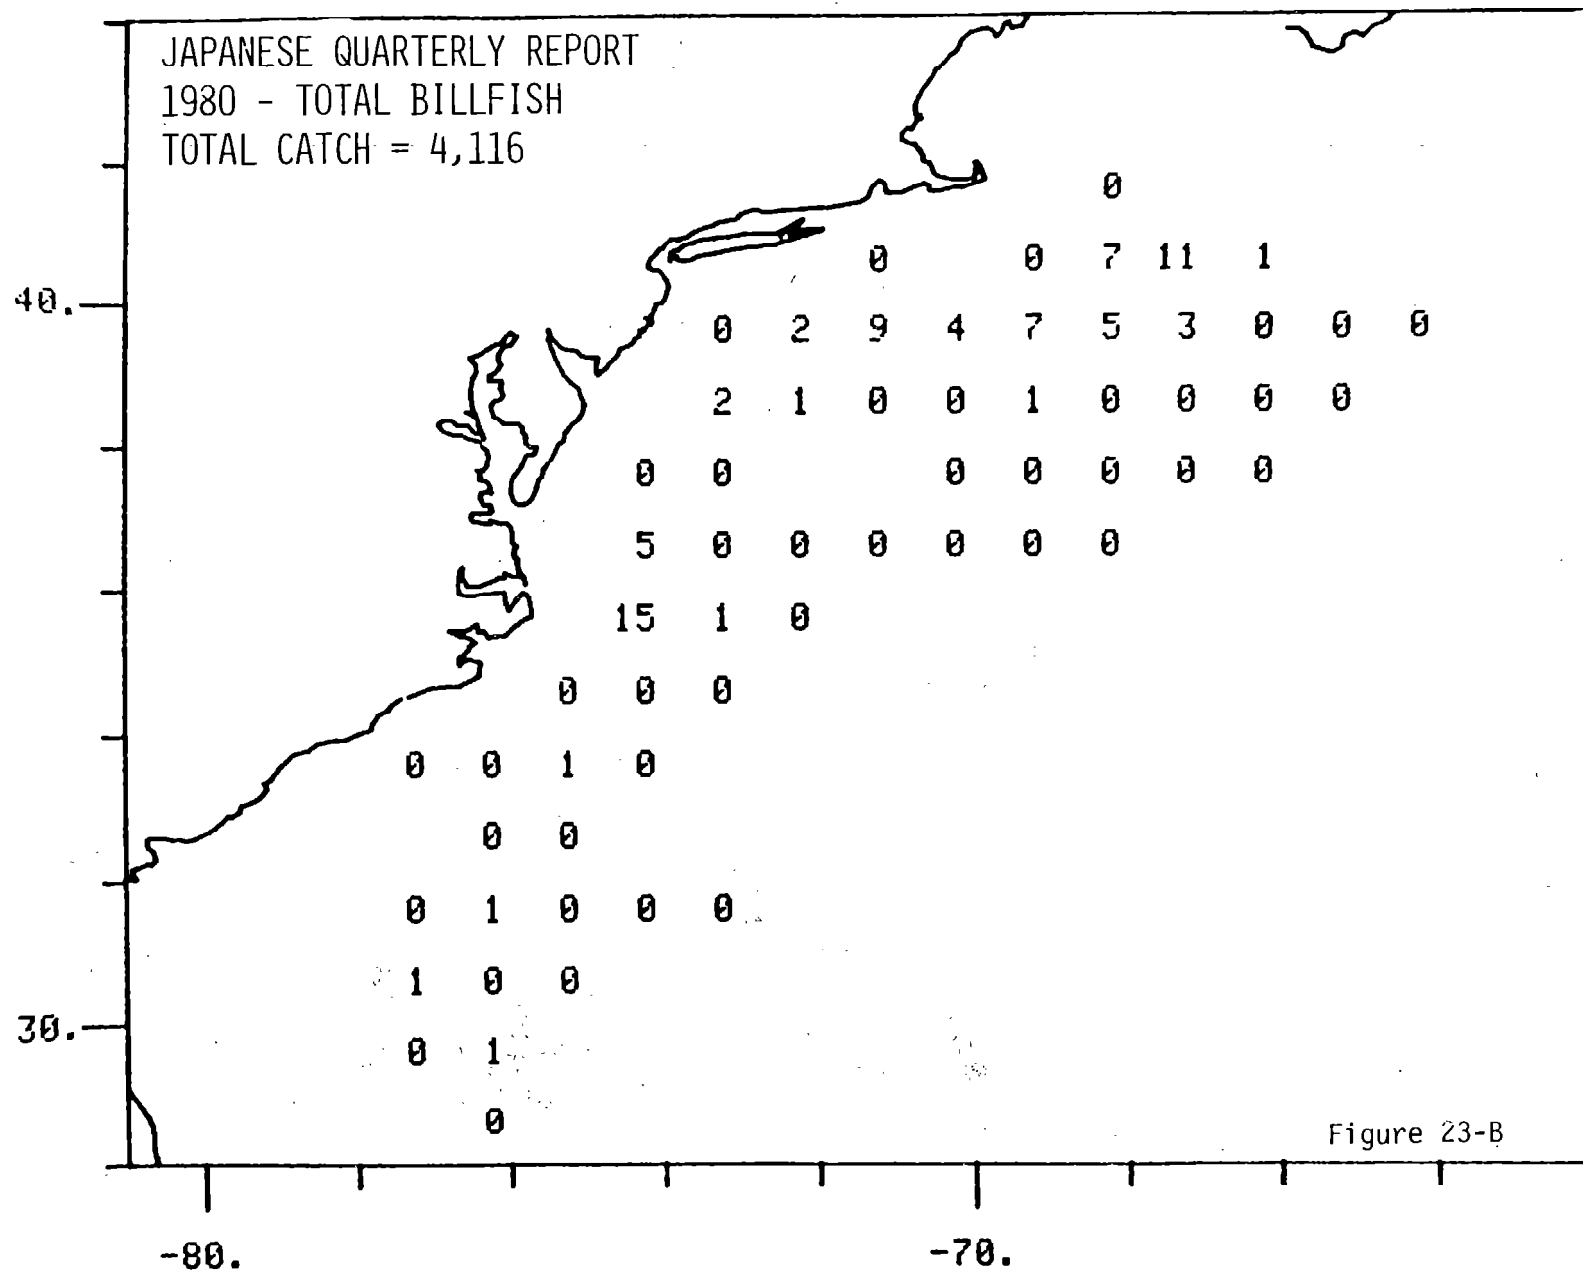 JAPANESE QUARTERLY REPORT
1980 - TOTAL BILLFISH
TOTAL CATCH = 4,116
0
0 0 7 11 1
40.
0 2 9 4 7 5 3 0 0 0
2 1 0 0 1 0 0 0 0
0 0 0 0 0 0 0
5 0 0 0 0 0 0
15 1 0
0 0 0
0 0 1 0
0 0
0 1 0 0 0
1 0 0
30.
0 1
0
Figure 23-B
-80. -70.